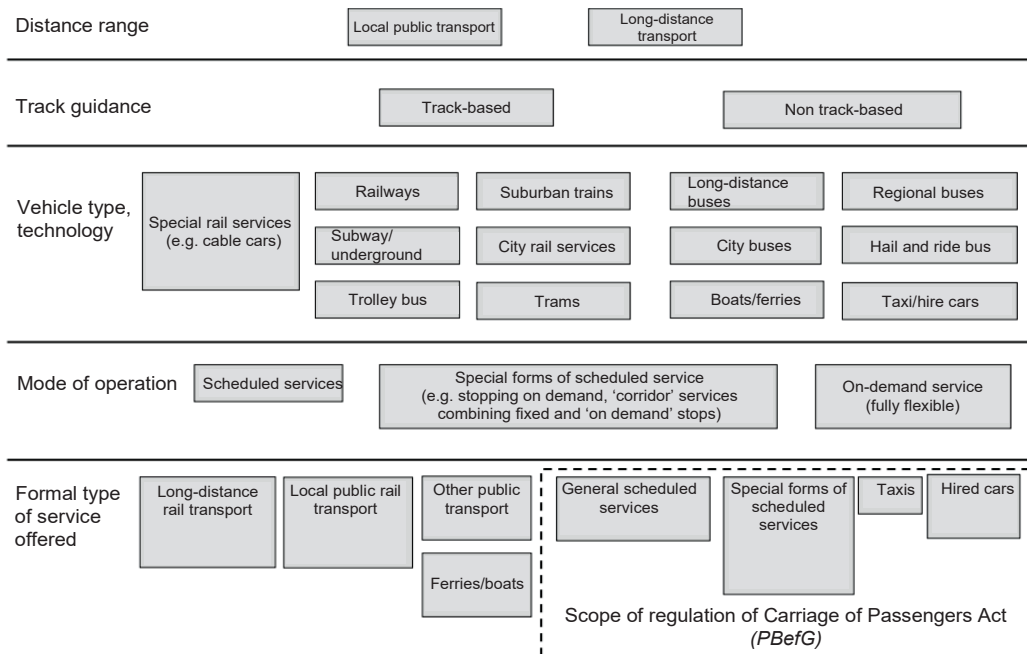 Distance range
Local public transport
Long-distance
transport
Track guidance
Track-based
Non track-based
Vehicle type,
technology
Special rail services
(e.g. cable cars)
Railways
Suburban trains
Long-distance
buses
Regional buses
Subway/
underground
City rail services
City buses
Hail and ride bus
Trolley bus
Trams
Boats/ferries
Taxi/hire cars
Mode of operation
Scheduled services
Special forms of scheduled service
(e.g. stopping on demand, ‘corridor’ services
combining fixed and ‘on demand’ stops)
On-demand service
(fully flexible)
Formal type
of service
offered
Long-distance
rail transport
Local public rail
transport
Other public
transport
Ferries/boats
General scheduled
services
Special forms of
scheduled
services
Taxis
Hired cars
Scope of regulation of Carriage of Passengers Act
(PBefG)